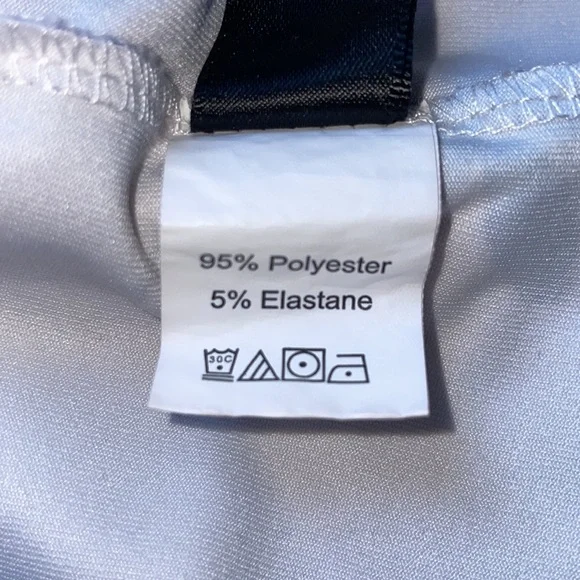 95% Polyester
5% Elastane
30C